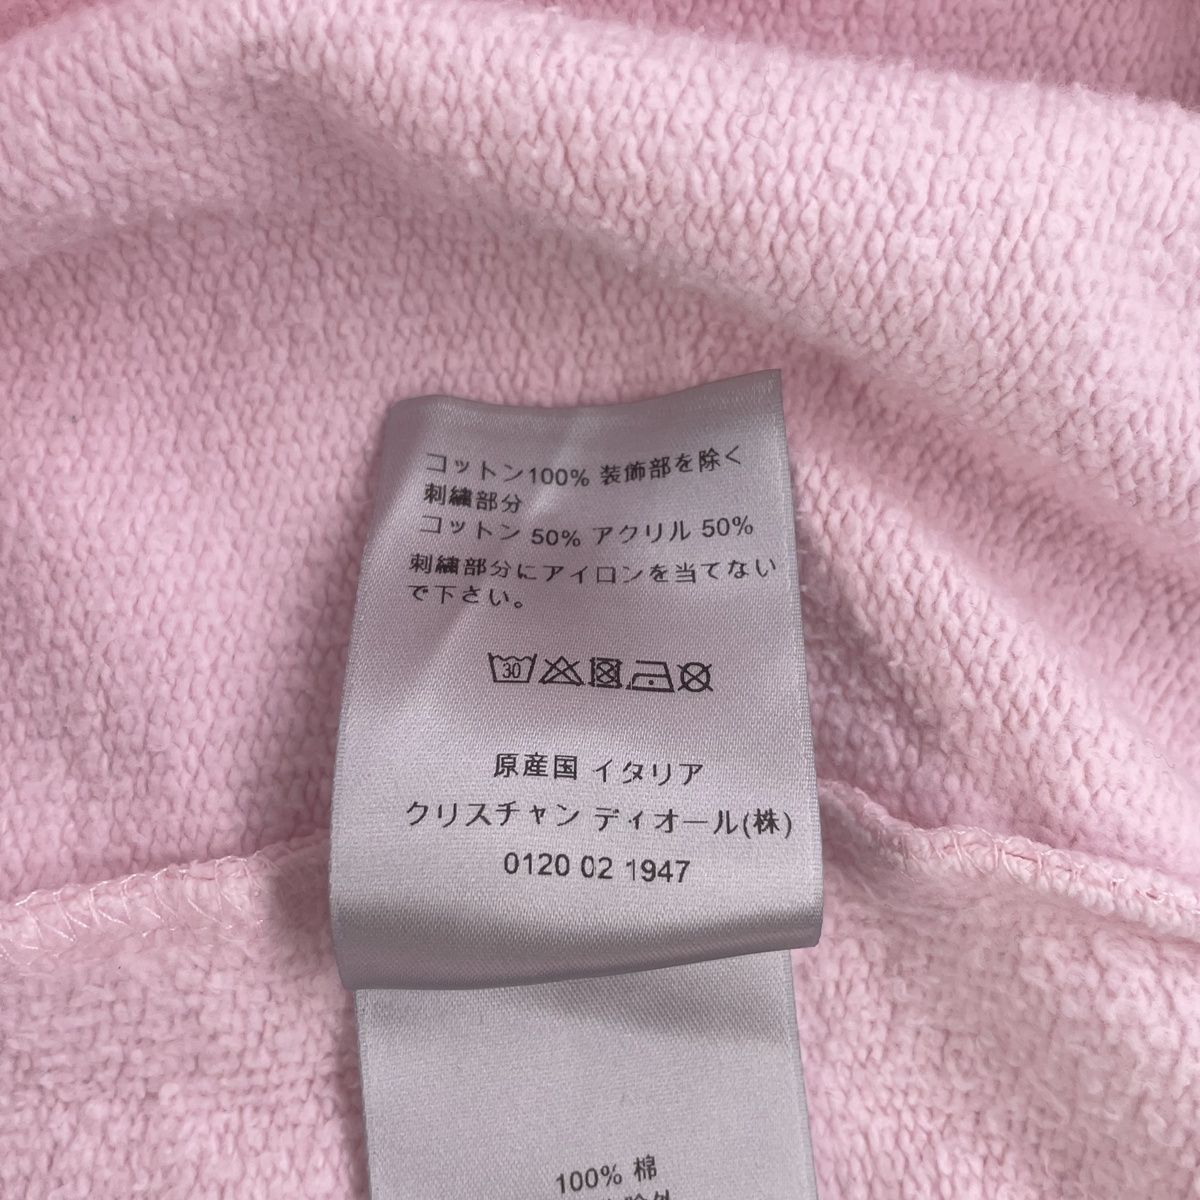 コットン100% 装飾部を除く
刺繍部分
コットン 50% アクリル 50%
刺繍部分にアイロンを当てない
で下さい。
30
原産国 イタリア
クリスチャン ディオール(株)
0120 02 1947
100% 棉